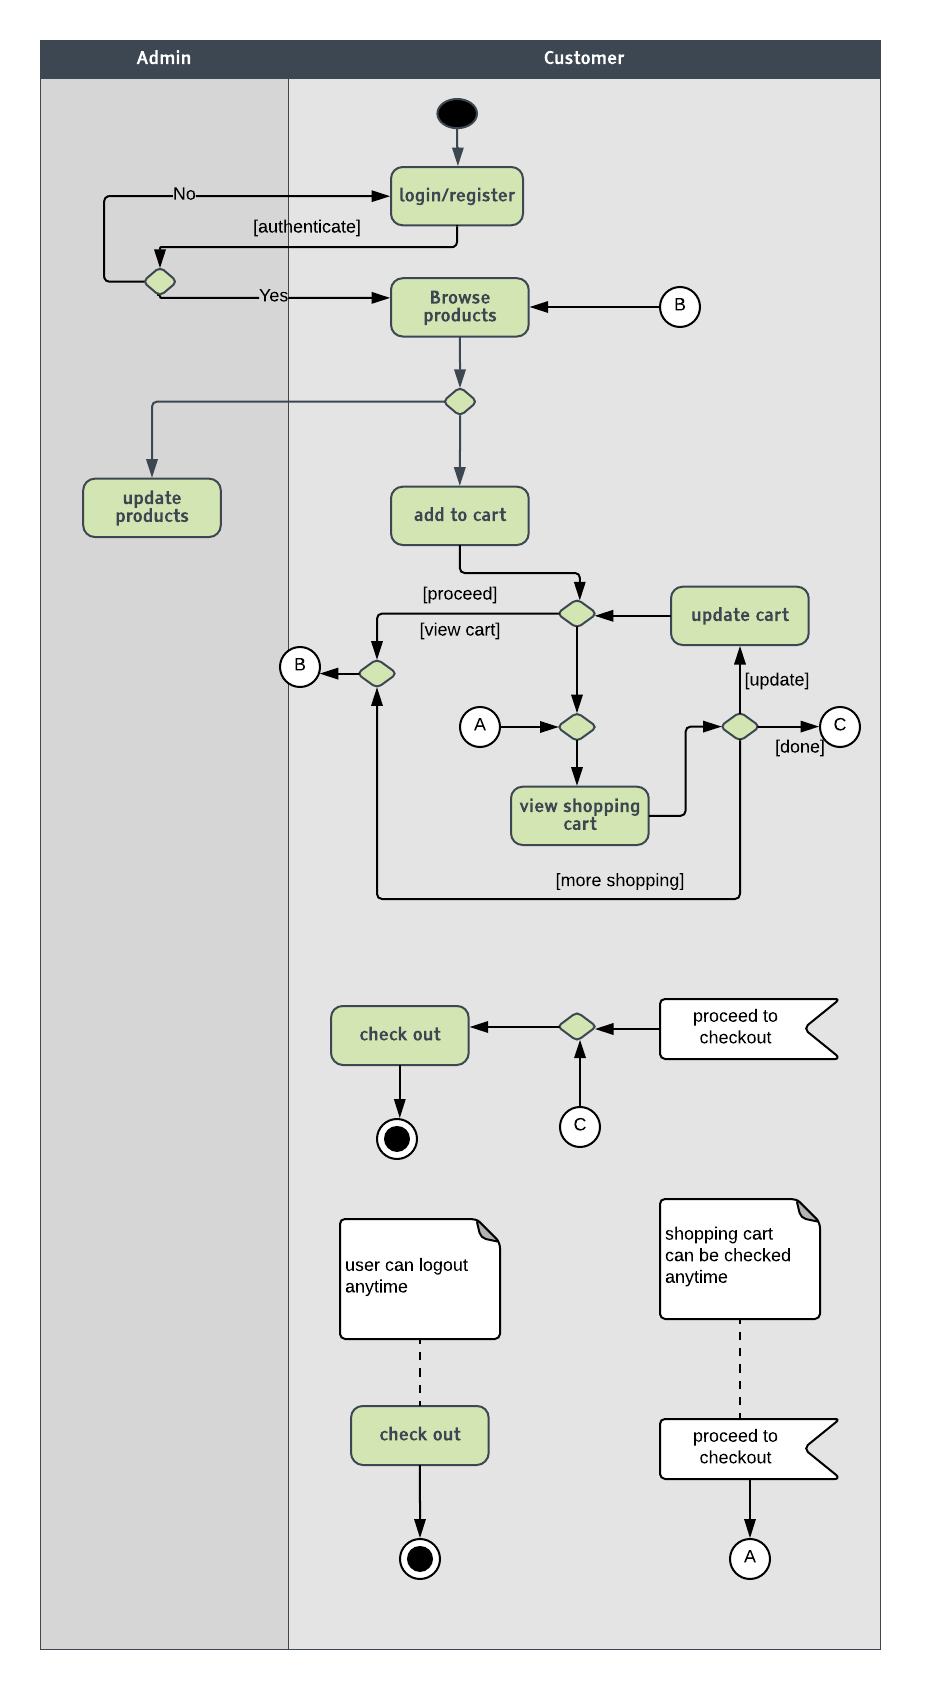 Admin
Customer
login/register
No
[authenticate]
Yes
Browse
products
B
update
products
add to cart
[proceed]
[view cart]
update cart
B
[update]
A
C
[done]
view shopping
cart
[more shopping]
check out
proceed to
checkout
C
user can logout
anytime
shopping cart
can be checked
anytime
check out
proceed to
checkout
A